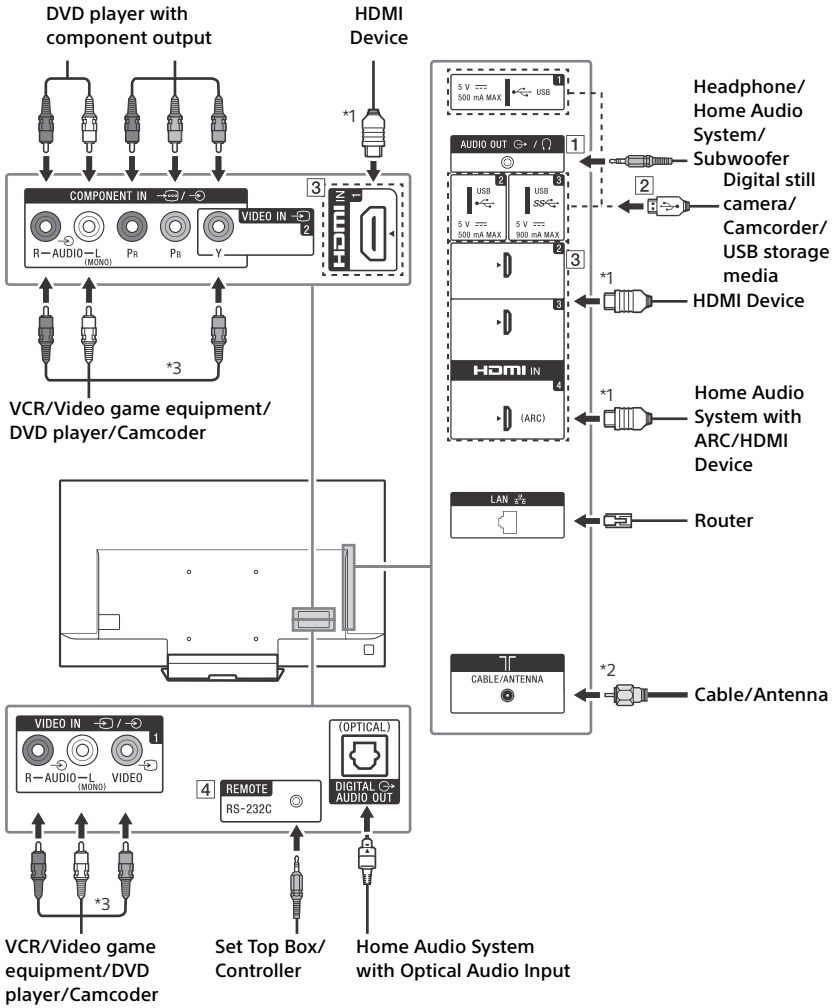 DVD player with
component output
HDMI
Device
*1
COMPONENT IN /
VIDEO IN
2
R–AUDIO–L
(MONO)
PR
PB
Y
3
HDMI IN
1
*3
VCR/Video game equipment/
DVD player/Camcoder
5 V
500 mA MAX
USB
1
AUDIO OUT /
1
2
USB
5 V
500 mA MAX
3
USB
SS
5 V
900 mA MAX
Headphone/
Home Audio
System/
Subwoofer
2
Digital still
camera/
Camcorder/
USB storage
media
2
3
*1
HDMI Device
3
HDMI IN
4
(ARC)
*1
Home Audio
System with
ARC/HDMI
Device
LAN
Router
CABLE/ANTENNA
*2
Cable/Antenna
VIDEO IN /
1
R–AUDIO–L
(MONO)
VIDEO
4
REMOTE
RS-232C
(OPTICAL)
DIGITAL
AUDIO OUT
*3
VCR/Video game
equipment/DVD
player/Camcoder
Set Top Box/
Controller
Home Audio System
with Optical Audio Input